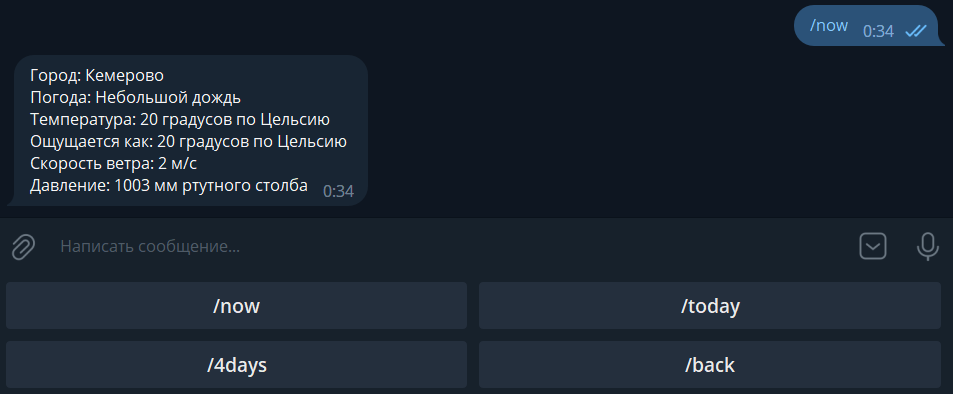 /now 0:34
Город: Кемерово
Погода: Небольшой дождь
Температура: 20 градусов по Цельсию
Ощущается как: 20 градусов по Цельсию
Скорость ветра: 2 м/с
Давление: 1003 мм ртутного столба 0:34
Написать сообщение...
/now
/today
/4days
/back